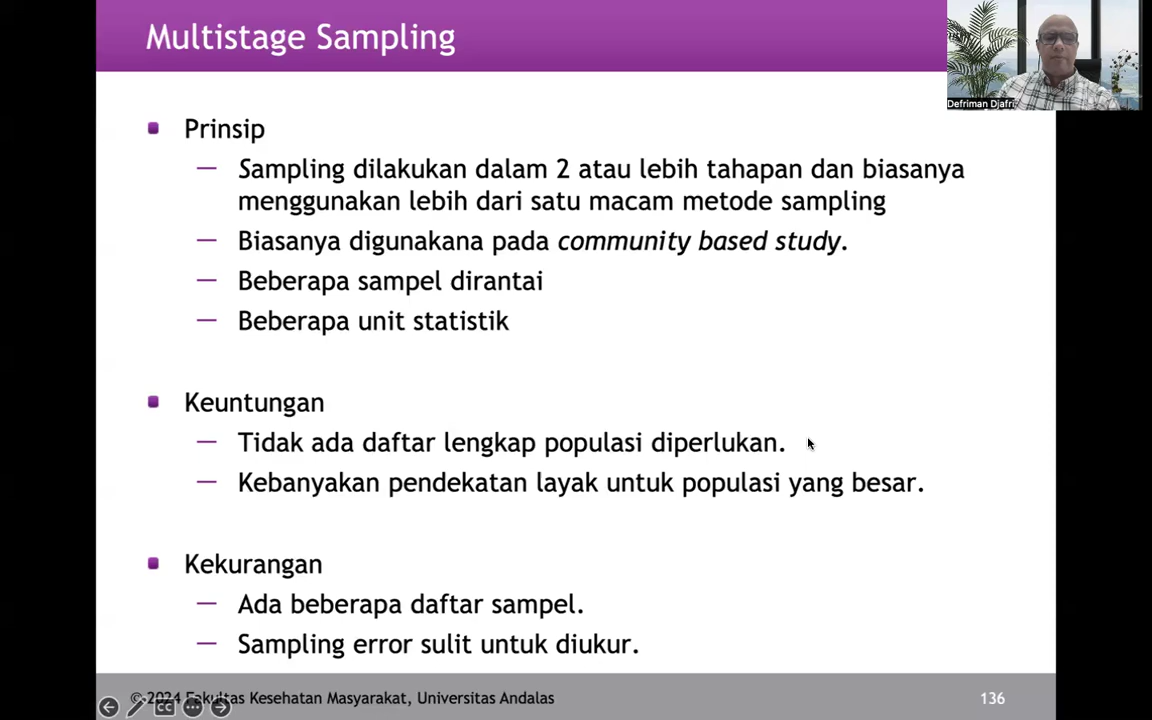 Multistage Sampling
Defriman Djafri
Prinsip
Sampling dilakukan dalam 2 atau lebih tahapan dan biasanya
menggunakan lebih dari satu macam metode sampling
Biasanya digunakana pada community based study.
Beberapa sampel dirantai
Beberapa unit statistik
Keuntungan
Tidak ada daftar lengkap populasi diperlukan.
Kebanyakan pendekatan layak untuk populasi yang besar.
Kekurangan
Ada beberapa daftar sampel.
Sampling error sulit untuk diukur.
© 2024 Fakultas Kesehatan Masyarakat, Universitas Andalas
136
CC